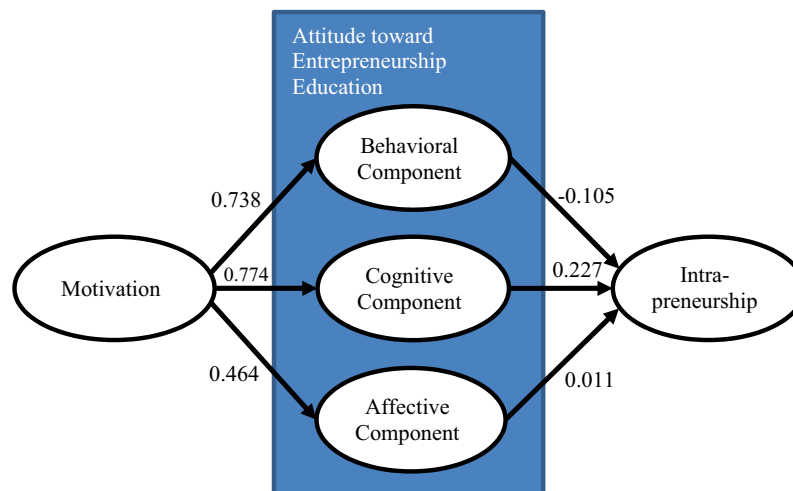 Attitude toward
Entrepreneurship
Education
Behavioral
Component
0.738
-0.105
Motivation
0.774
Cognitive
Component
0.227
Intra-
preneurship
0.464
Affective
Component
0.011